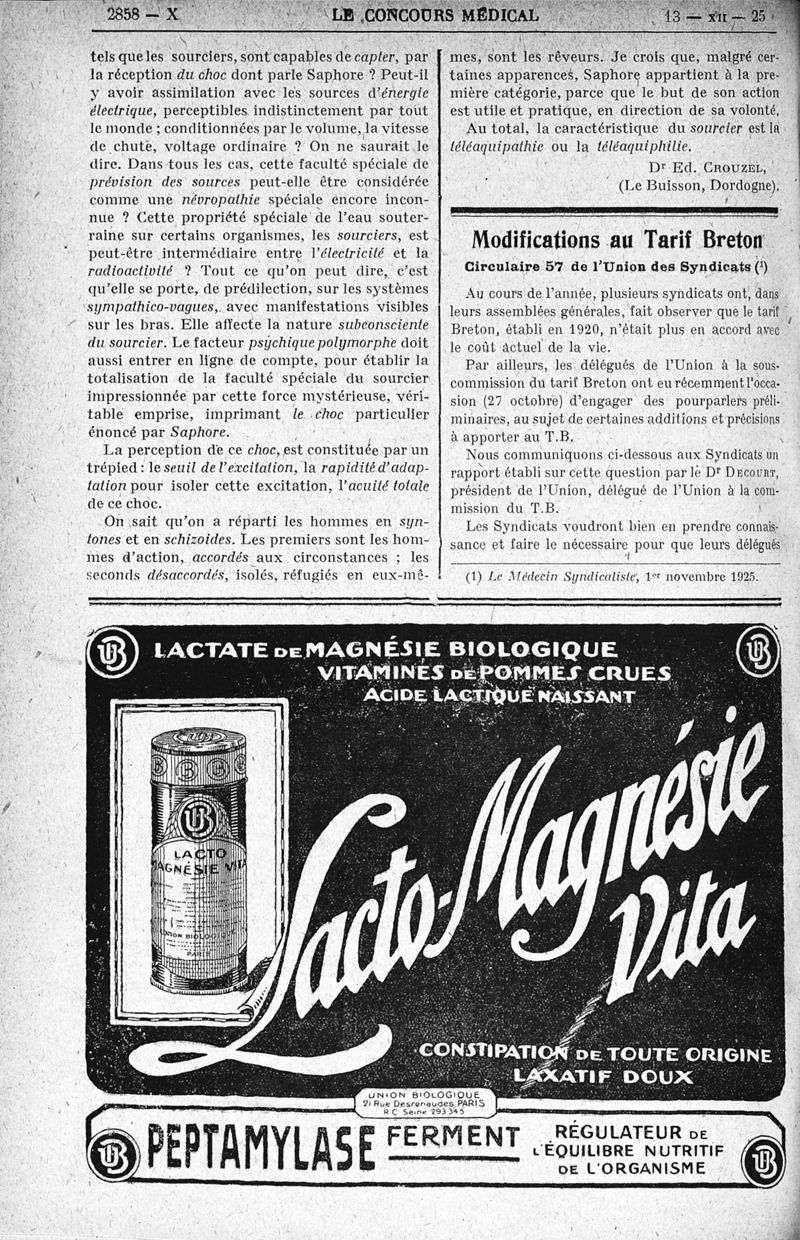 2858 — X
LE CONCOURS MÉDICAL
13 — XII — 25
tels que les sourciers, sont capables de capter, par
la réception du choc dont parle Saphore ? Peut-il
y avoir assimilation avec les sources d'énergie
électrique, perceptibles indistinctement par tout
le monde ; conditionnées par le volume, la vitesse
de chute, voltage ordinaire ? On ne saurait le
dire. Dans tous les cas, cette faculté spéciale de
prévision des sources peut-elle être considérée
comme une névropathie spéciale encore incon-
nue ? Cette propriété spéciale de l'eau souter-
raine sur certains organismes, les sourciers, est
peut-être intermédiaire entre l'électricité et la
radioactivité ? Tout ce qu'on peut dire, c'est
qu'elle se porte, de prédilection, sur les systèmes
sympathico-vagues, avec manifestations visibles
sur les bras. Elle affecte la nature subconsciente
du sourcier. Le facteur psychique polymorphe doit
aussi entrer en ligne de compte, pour établir la
totalisation de la faculté spéciale du sourcier
impressionnée par cette force mystérieuse, véri-
table emprise, imprimant le choc particulier
énoncé par Saphore.
La perception de ce choc, est constituée par un
trépied : le seuil de l'excitation, la rapidité d'adap-
tation pour isoler cette excitation, l'acuité totale
de ce choc.
On sait qu'on a réparti les hommes en syn-
tones et en schizoides. Les premiers sont les hom-
mes d'action, accordés aux circonstances ; les
seconds désaccordés, isolés, réfugiés en eux-mê-
mes, sont les rêveurs. Je crois que, malgré cer-
taines apparences, Saphore appartient à la pre-
mière catégorie, parce que le but de son action
est utile et pratique, en direction de sa volonté.
Au total, la caractéristique du sourcier est la
téléaquipathie ou la téléaquiphilie.
Dr Ed. CROUZEL,
(Le Buisson, Dordogne).
Modifications au Tarif Breton
Circulaire 57 de l'Union des Syndicats (1)
Au cours de l'année, plusieurs syndicats ont, dans
leurs assemblées générales, fait observer que le tarif
Breton, établi en 1920, n'était plus en accord avec
le coût actuel de la vie.
Par ailleurs, les délégués de l'Union à la sous-
commission du tarif Breton ont eu récemment l'occa-
sion (27 octobre) d'engager des pourparlers préli-
minaires, au sujet de certaines additions et précisions
à apporter au T.B.
Nous communiquons ci-dessous aux Syndicats un
rapport établi sur cette question par le Dr DECOURT,
président de l'Union, délégué de l'Union à la com-
mission du T.B.
Les Syndicats voudront bien en prendre connais-
sance et faire le nécessaire pour que leurs délégués
(1) Le Médecin Syndicaliste, 1er novembre 1925.
LACTATE DE MAGNÉSIE BIOLOGIQUE
VITAMINES DE POMMES CRUES
ACIDE LACTIQUE NAISSANT
UB
LACTO
MAGNÉSIE VITA
UNION BIOLOGIQUE
PARIS
Lacto-Magnésie
Vita
CONSTIPATION DE TOUTE ORIGINE
LAXATIF DOUX
UNION BIOLOGIQUE
21 Rue Desrenaudes PARIS
R C Seine 293 345
PEPTAMYLASE FERMENT
RÉGULATEUR DE
L'ÉQUILIBRE NUTRITIF
DE L'ORGANISME